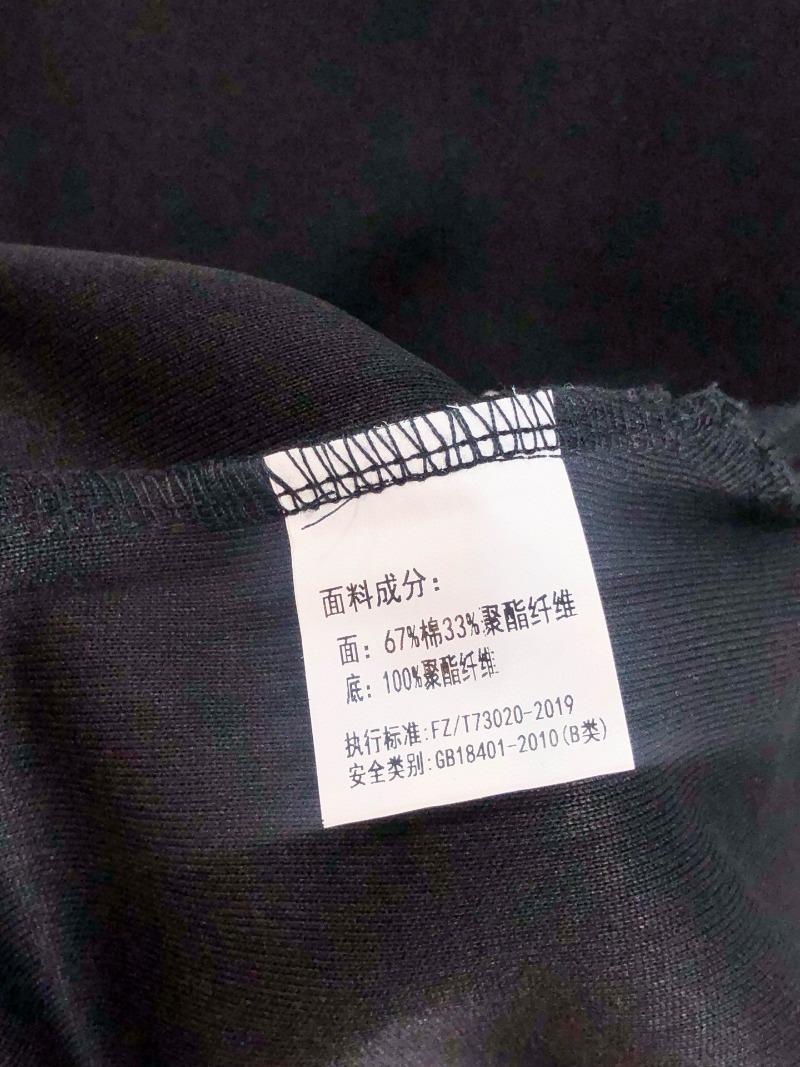 面料成分：
面：67%棉33%聚酯纤维
底：100%聚酯纤维
执行标准:FZ/T73020-2019
安全类别:GB18401-2010(B类)